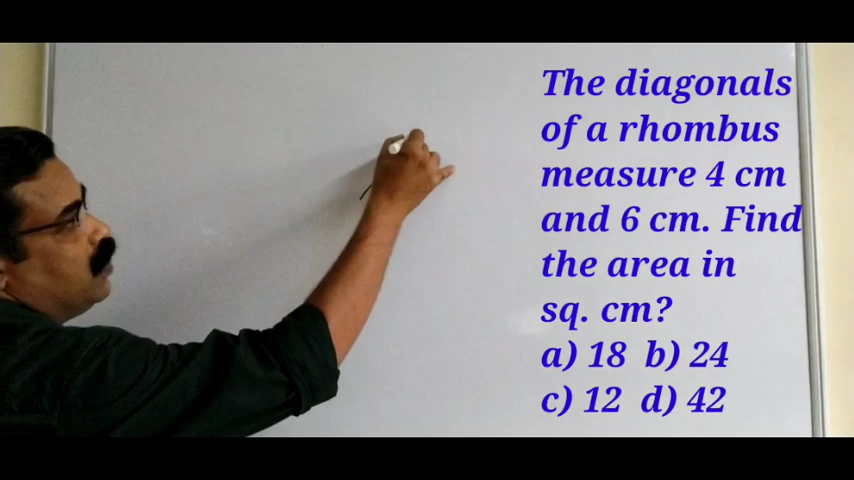 The diagonals
of a rhombus
measure 4 cm
and 6 cm. Find
the area in
sq. cm?
a) 18 b) 24
c) 12 d) 42